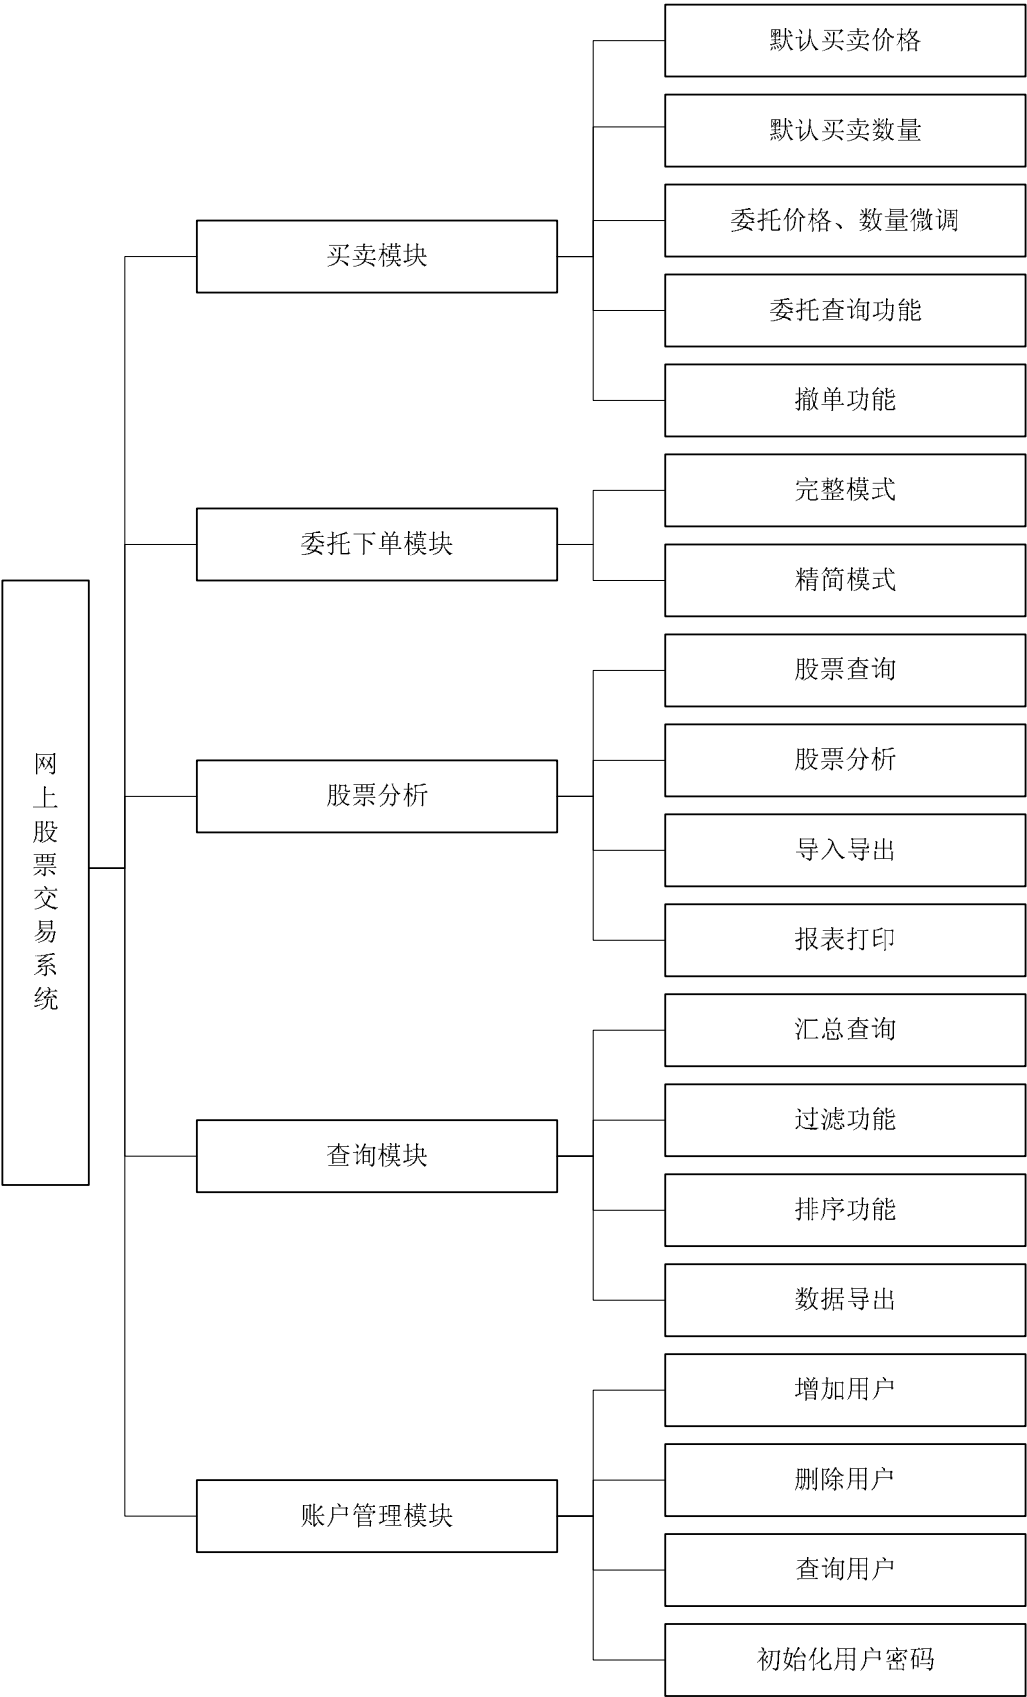 网上股票交易系统
买卖模块
默认买卖价格
默认买卖数量
委托价格、数量微调
委托查询功能
撤单功能
委托下单模块
完整模式
精简模式
股票分析
股票查询
股票分析
导入导出
报表打印
查询模块
汇总查询
过滤功能
排序功能
数据导出
账户管理模块
增加用户
删除用户
查询用户
初始化用户密码